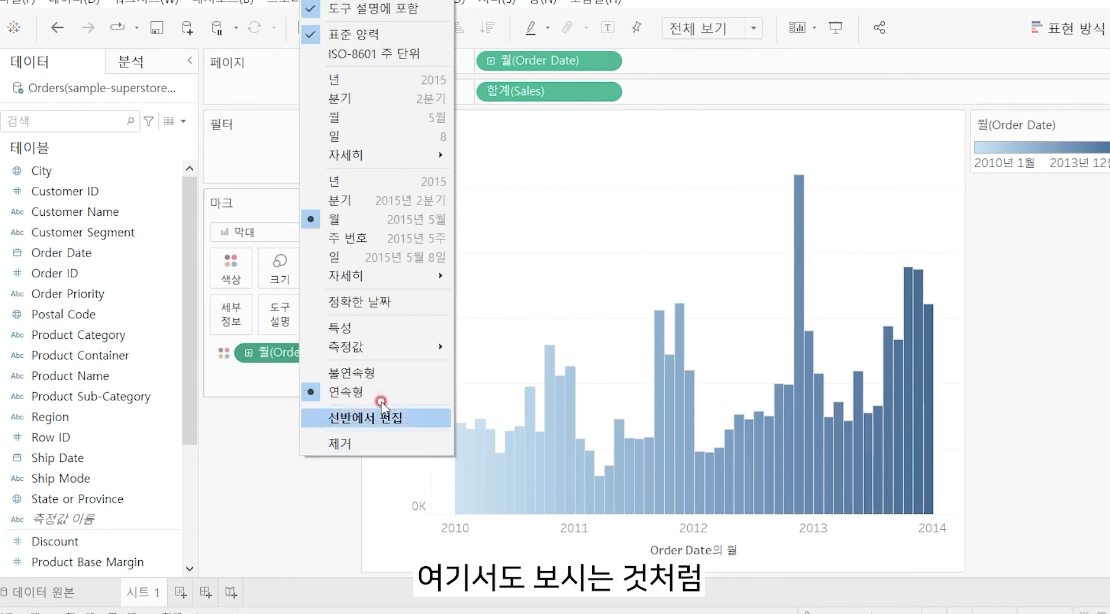 데이터
분석
Orders(sample-superstore...
검색
테이블
City
Customer ID
Customer Name
Customer Segment
Order Date
Order ID
Order Priority
Postal Code
Product Category
Product Container
Product Name
Product Sub-Category
Region
Row ID
Ship Date
Ship Mode
State or Province
측정값 이름
Discount
Product Base Margin
데이터 원본
시트 1
페이지
필터
마크
막대
색상
크기
세부
정보
도구
설명
월(Orde
도구 설명에 포함
표준 양력
ISO-8601 주 단위
년 2015
분기 2분기
월 5월
일 8
자세히
년 2015
분기 2015년 2분기
월 2015년 5월
주 번호 2015년 5주
일 2015년 5월 8일
자세히
정확한 날짜
특성
측정값
불연속형
연속형
선반에서 편집
제거
전체 보기
표현 방식
월(Order Date)
합계(Sales)
월(Order Date)
2010년 1월 2013년 12
0K
2010 2011 2012 2013 2014
Order Date의 월
여기서도 보시는 것처럼